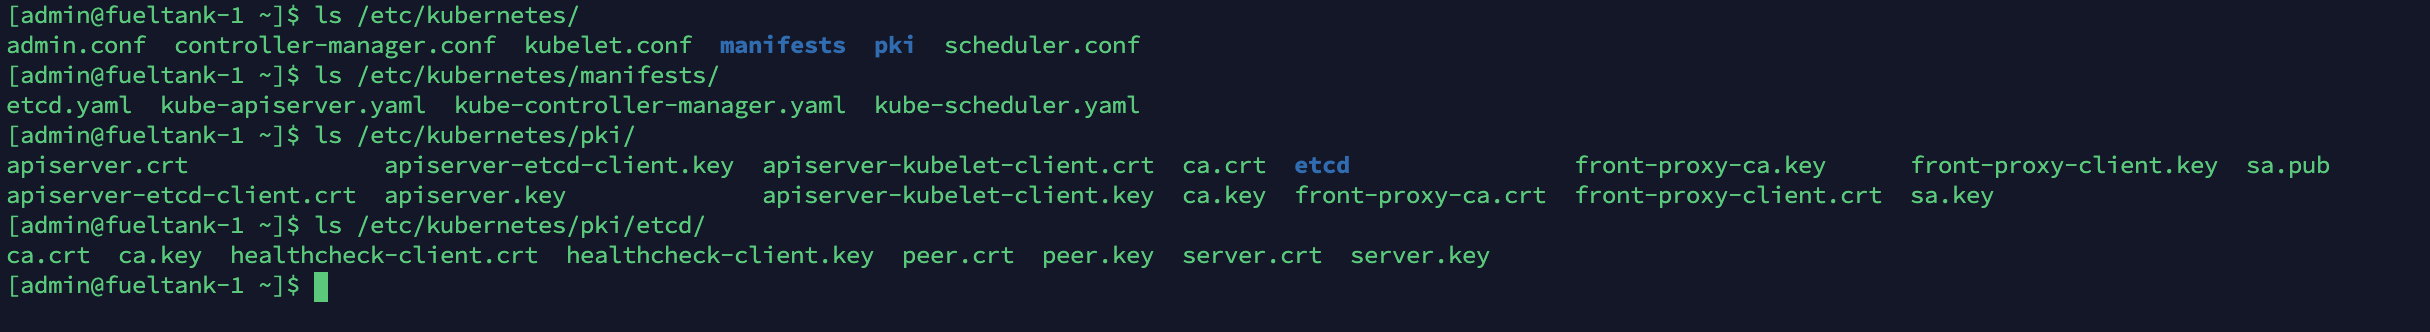 [admin@fueltank-1 ~]$ ls /etc/kubernetes/
admin.conf  controller-manager.conf  kubelet.conf  manifests  pki  scheduler.conf
[admin@fueltank-1 ~]$ ls /etc/kubernetes/manifests/
etcd.yaml  kube-apiserver.yaml  kube-controller-manager.yaml  kube-scheduler.yaml
[admin@fueltank-1 ~]$ ls /etc/kubernetes/pki/
apiserver.crt              apiserver-etcd-client.key  apiserver-kubelet-client.crt  ca.crt  etcd                front-proxy-ca.key      front-proxy-client.key  sa.pub
apiserver-etcd-client.crt  apiserver.key              apiserver-kubelet-client.key  ca.key  front-proxy-ca.crt  front-proxy-client.crt  sa.key
[admin@fueltank-1 ~]$ ls /etc/kubernetes/pki/etcd/
ca.crt  ca.key  healthcheck-client.crt  healthcheck-client.key  peer.crt  peer.key  server.crt  server.key
[admin@fueltank-1 ~]$